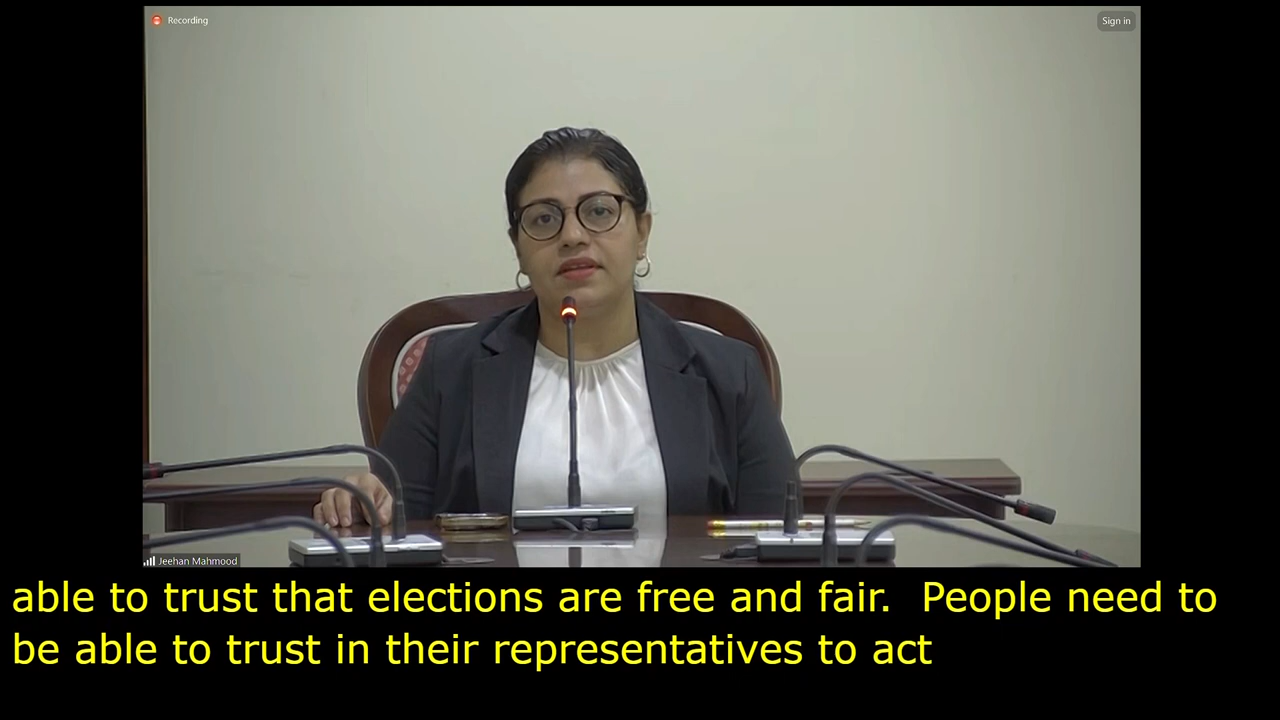 Recording
Sign in
Jeehan Mahmood
able to trust that elections are free and fair.  People need to
be able to trust in their representatives to act